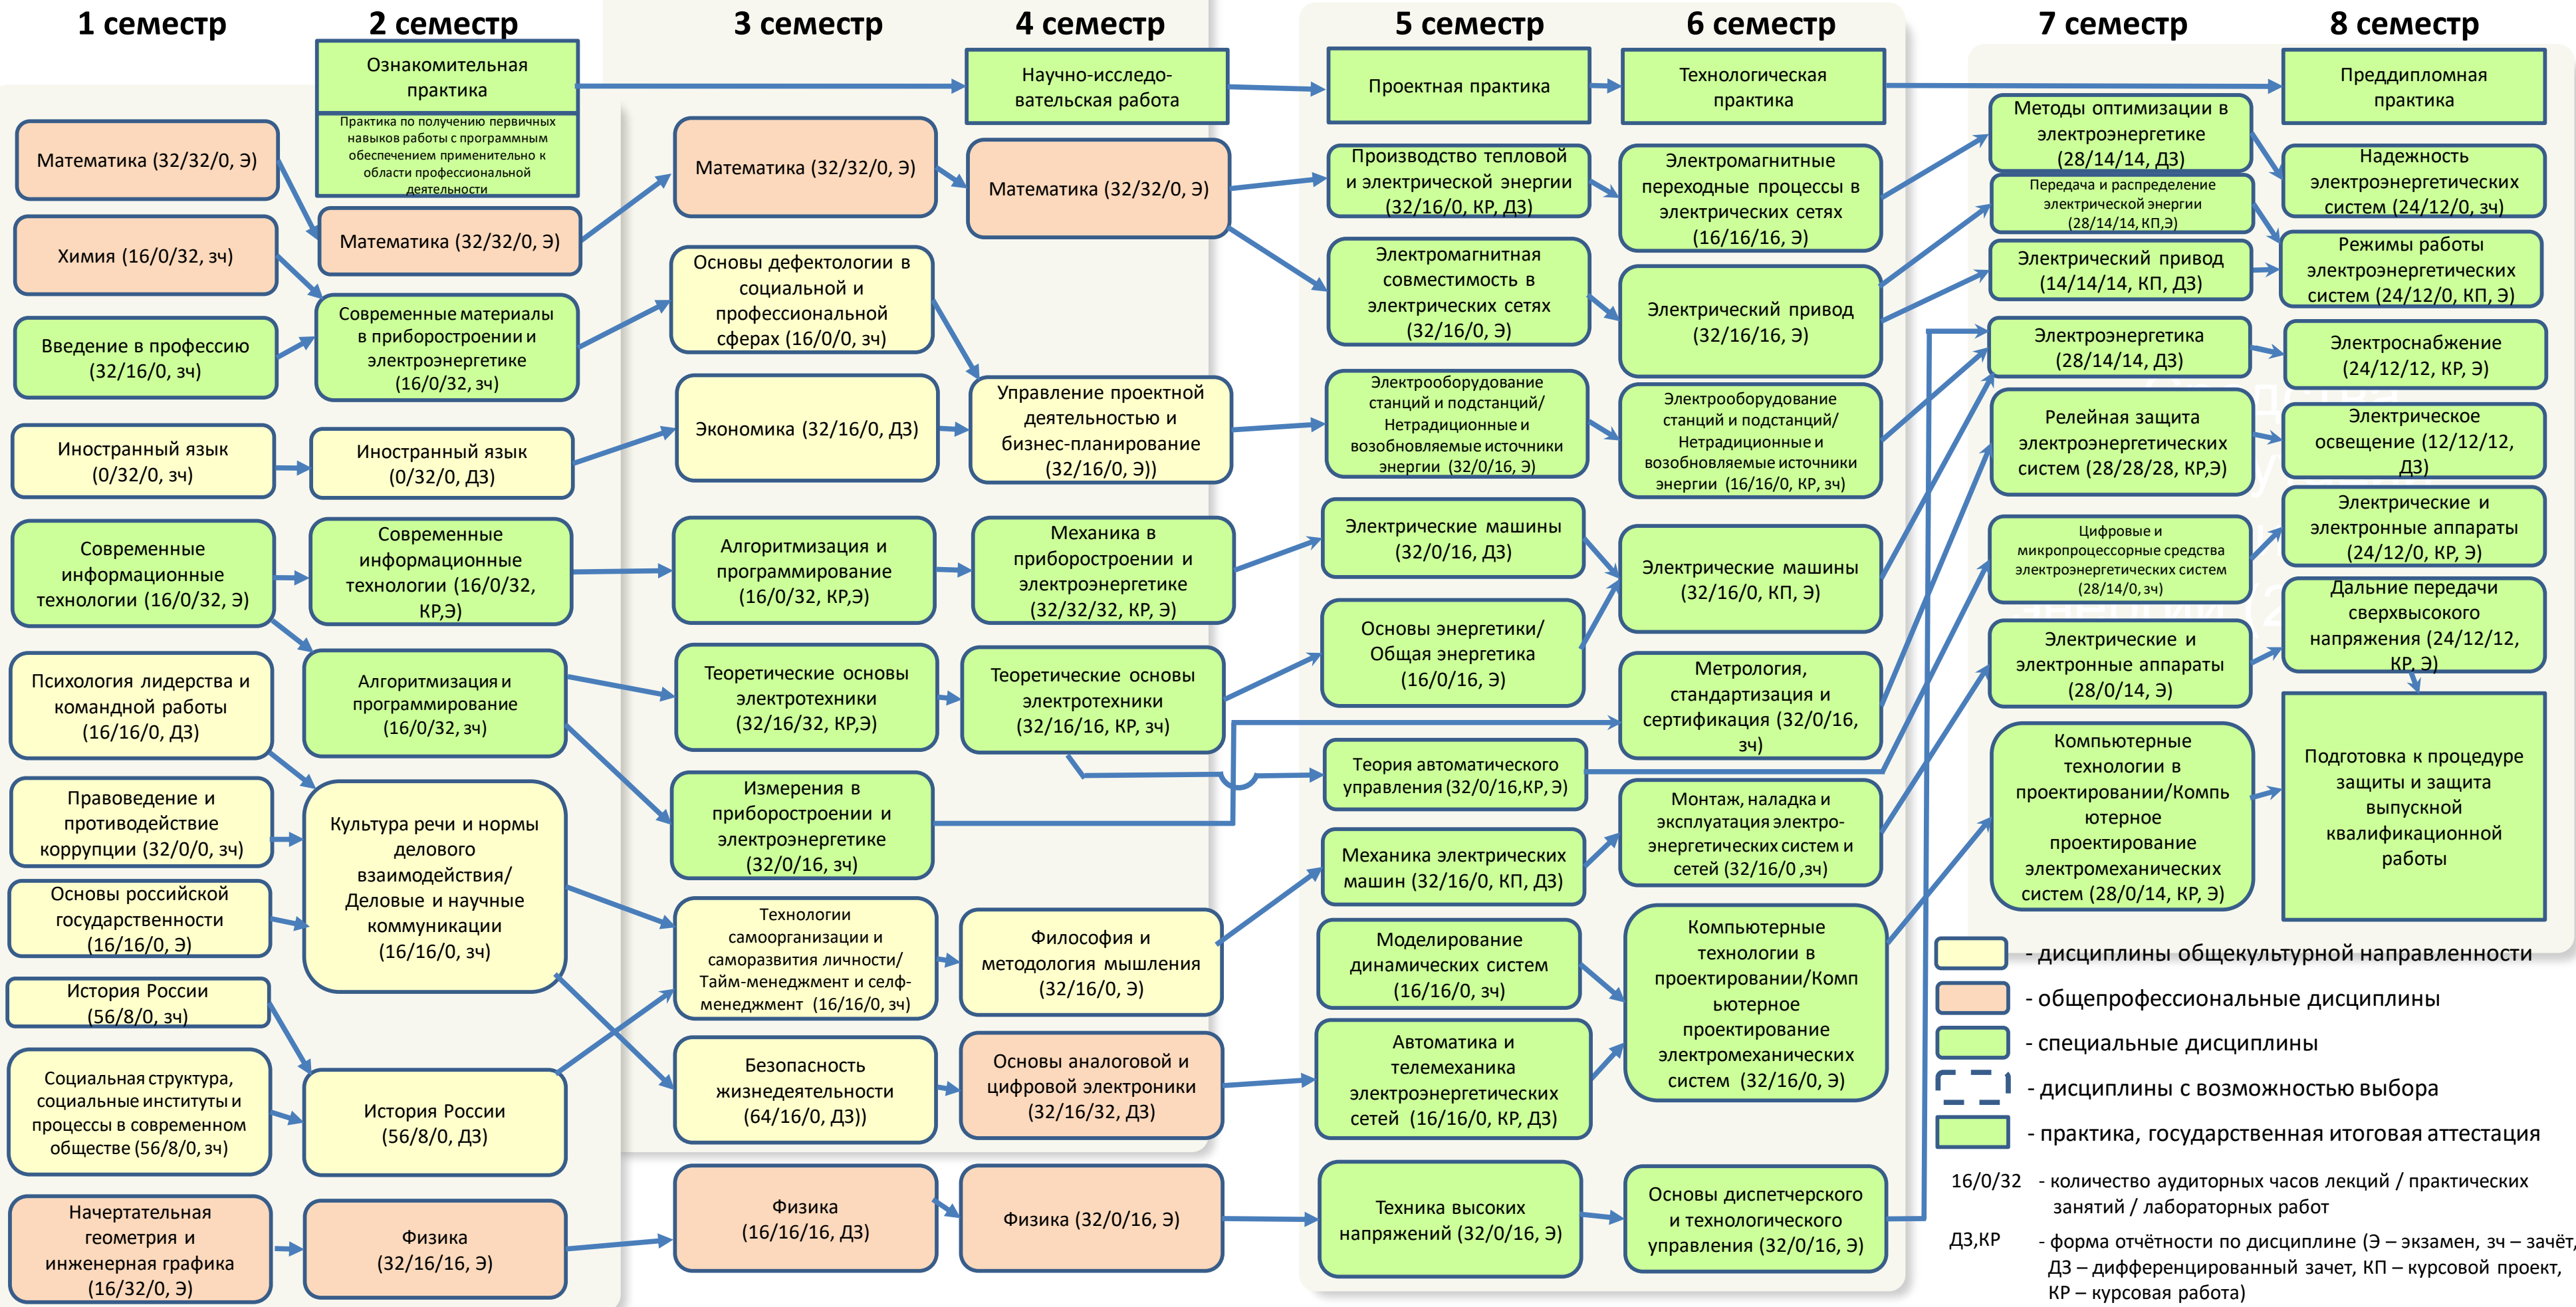 1 семестр
2 семестр
3 семестр
4 семестр
5 семестр
6 семестр
7 семестр
8 семестр
Ознакомительная
практика
Практика по получению первичных
навыков работы с программным
обеспечением применительно к
области профессиональной
деятельности
Научно-исследо-
вательская работа
Проектная практика
Технологическая
практика
Преддипломная
практика
Математика (32/32/0, Э)
Химия (16/0/32, зч)
Введение в профессию
(32/16/0, зч)
Иностранный язык
(0/32/0, зч)
Современные
информационные
технологии (16/0/32, Э)
Психология лидерства и
командной работы
(16/16/0, ДЗ)
Правоведение и
противодействие
коррупции (32/0/0, зч)
Основы российской
государственности
(16/16/0, Э)
История России
(56/8/0, зч)
Социальная структура,
социальные институты и
процессы в современном
обществе (56/8/0, зч)
Начертательная
геометрия и
инженерная графика
(16/32/0, Э)
Математика (32/32/0, Э)
Современные материалы
в приборостроении и
электроэнергетике
(16/0/32, зч)
Иностранный язык
(0/32/0, ДЗ)
Современные
информационные
технологии (16/0/32,
КР,Э)
Алгоритмизация и
программирование
(16/0/32, зч)
Культура речи и нормы
делового
взаимодействия/
Деловые и научные
коммуникации
(16/16/0, зч)
История России
(56/8/0, ДЗ)
Физика
(32/16/16, Э)
Математика (32/32/0, Э)
Основы дефектологии в
социальной и
профессиональной
сферах (16/0/0, зч)
Экономика (32/16/0, ДЗ)
Алгоритмизация и
программирование
(16/0/32, КР,Э)
Теоретические основы
электротехники
(32/16/32, КР,Э)
Измерения в
приборостроении и
электроэнергетике
(32/0/16, зч)
Технологии
самоорганизации и
саморазвития личности/
Тайм-менеджмент и селф-
менеджмент (16/16/0, зч)
Безопасность
жизнедеятельности
(64/16/0, ДЗ))
Физика
(16/16/16, ДЗ)
Математика (32/32/0, Э)
Управление проектной
деятельностью и
бизнес-планирование
(32/16/0, Э))
Механика в
приборостроении и
электроэнергетике
(32/32/32, КР, Э)
Теоретические основы
электротехники
(32/16/16, КР, зч)
Философия и
методология мышления
(32/16/0, Э)
Основы аналоговой и
цифровой электроники
(32/16/32, ДЗ)
Физика (32/0/16, Э)
Производство тепловой
и электрической энергии
(32/16/0, КР, ДЗ)
Электромагнитная
совместимость в
электрических сетях
(32/16/0, Э)
Электрооборудование
станций и подстанций/
Нетрадиционные и
возобновляемые источники
энергии (32/0/16, Э)
Электрические машины
(32/0/16, ДЗ)
Основы энергетики/
Общая энергетика
(16/0/16, Э)
Теория автоматического
управления (32/0/16,КР, Э)
Механика электрических
машин (32/16/0, КП, ДЗ)
Моделирование
динамических систем
(16/16/0, зч)
Автоматика и
телемеханика
электроэнергетических
сетей (16/16/0, КР, ДЗ)
Техника высоких
напряжений (32/0/16, Э)
Электромагнитные
переходные процессы в
электрических сетях
(16/16/16, Э)
Электрический привод
(32/16/16, Э)
Электрооборудование
станций и подстанций/
Нетрадиционные и
возобновляемые источники
энергии (16/16/0, КР, зч)
Электрические машины
(32/16/0, КП, Э)
Метрология,
стандартизация и
сертификация (32/0/16,
зч)
Монтаж, наладка и
эксплуатация электро-
энергетических систем и
сетей (32/16/0 ,зч)
Компьютерные
технологии в
проектировании/Комп
ьютерное
проектирование
электромеханических
систем (32/16/0, Э)
Основы диспетчерского
и технологического
управления (32/0/16, Э)
Методы оптимизации в
электроэнергетике
(28/14/14, ДЗ)
Передача и распределение
электрической энергии
(28/14/14, КП,Э)
Электрический привод
(14/14/14, КП, ДЗ)
Электроэнергетика
(28/14/14, ДЗ)
Релейная защита
электроэнергетических
систем (28/28/28, КР,Э)
Цифровые и
микропроцессорные средства
электроэнергетических систем
(28/14/0, зч)
Электрические и
электронные аппараты
(28/0/14, Э)
Компьютерные
технологии в
проектировании/Компь
ютерное
проектирование
электромеханических
систем (28/0/14, КР, Э)
Надежность
электроэнергетических
систем (24/12/0, зч)
Режимы работы
электроэнергетических
систем (24/12/0, КП, Э)
Электроснабжение
(24/12/12, КР, Э)
Электрическое
освещение (12/12/12,
ДЗ)
Электрические и
электронные аппараты
(24/12/0, КР, Э)
Дальние передачи
сверхвысокого
напряжения (24/12/12,
КР, Э)
Подготовка к процедуре
защиты и защита
выпускной
квалификационной
работы
- дисциплины общекультурной направленности
- общепрофессиональные дисциплины
- специальные дисциплины
- дисциплины с возможностью выбора
- практика, государственная итоговая аттестация
16/0/32 - количество аудиторных часов лекций / практических
занятий / лабораторных работ
ДЗ,КР - форма отчётности по дисциплине (Э – экзамен, зч – зачёт,
ДЗ – дифференцированный зачет, КП – курсовой проект,
КР – курсовая работа)